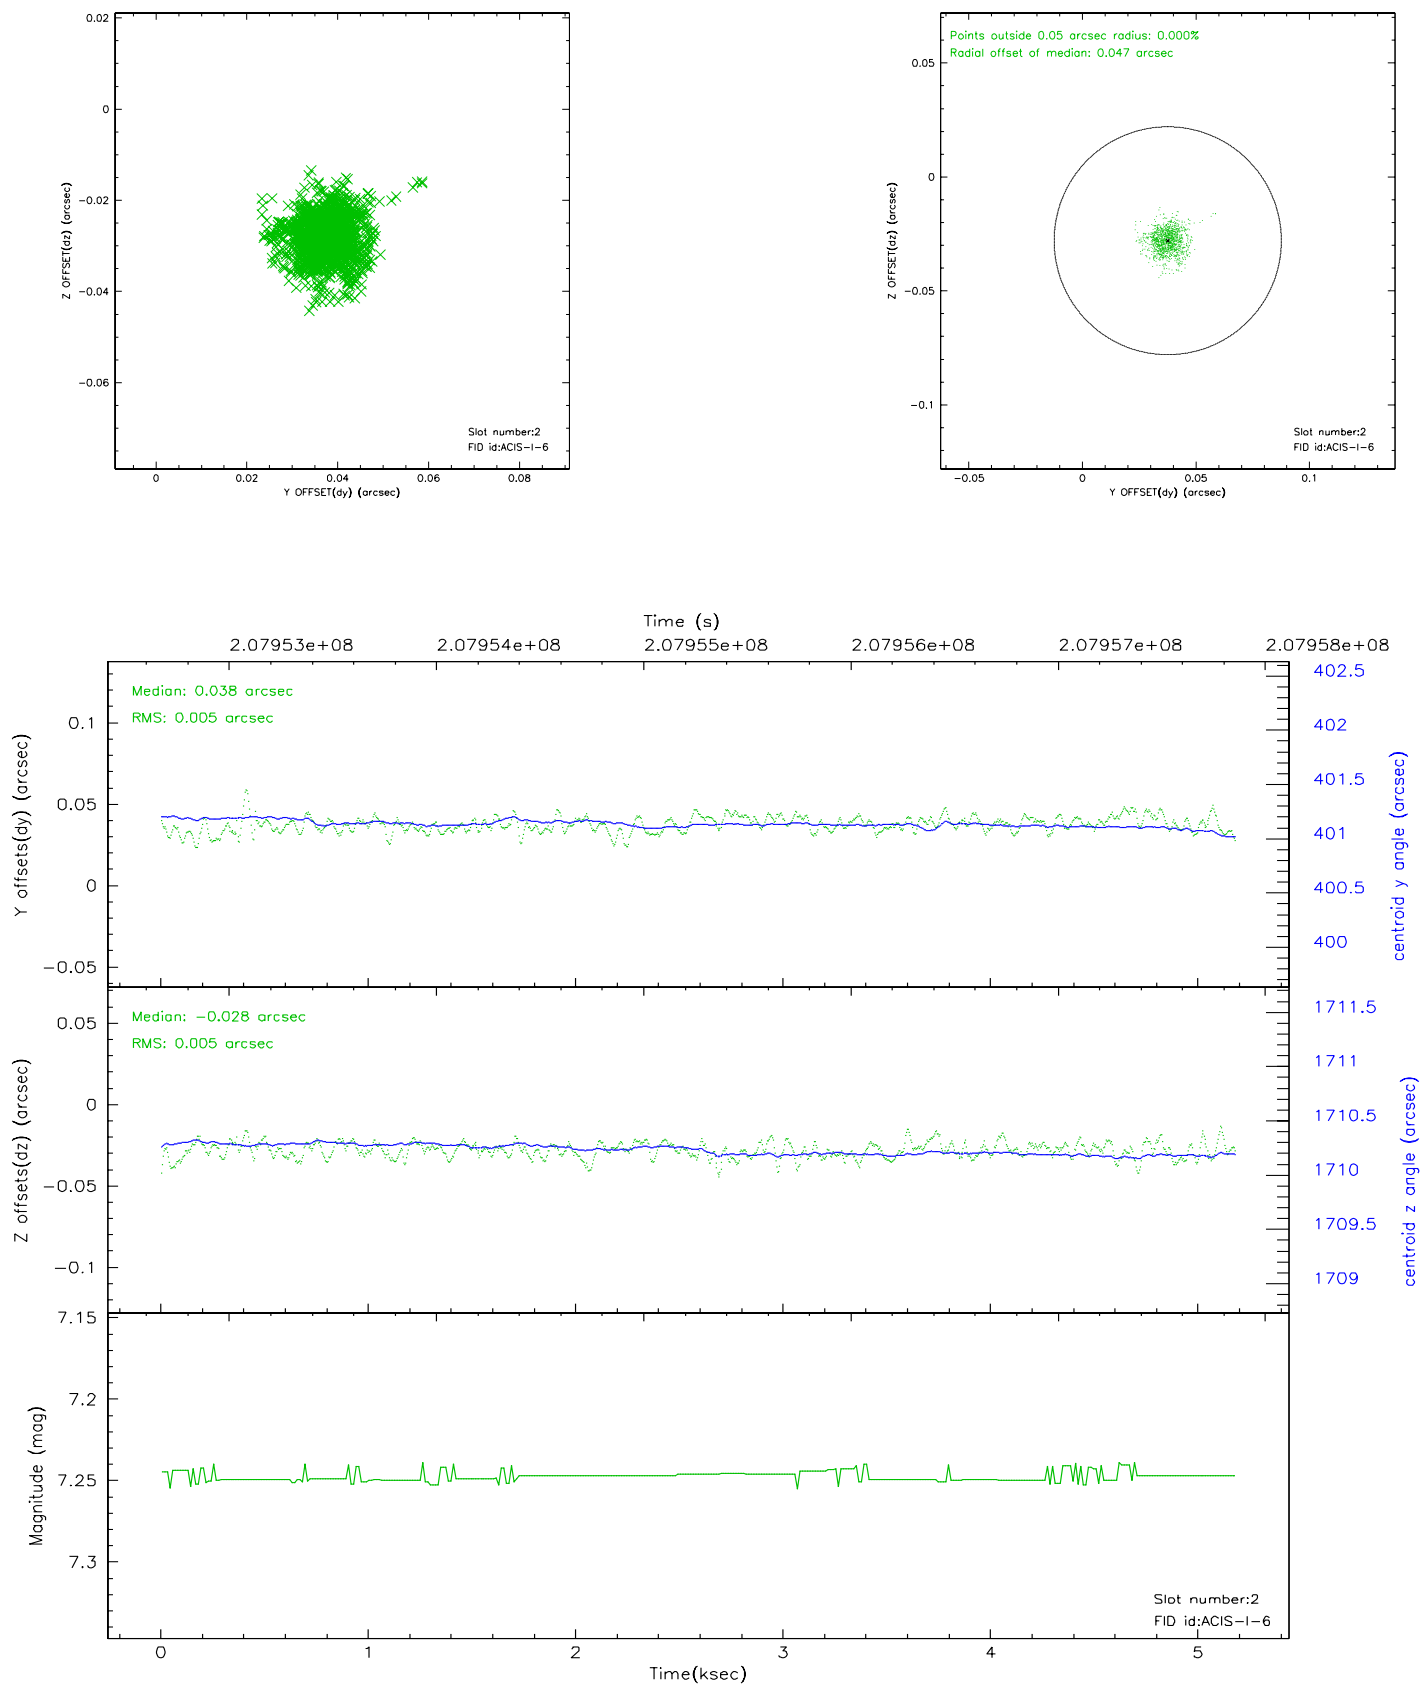 0.02
0
-0.02
-0.04
-0.06
Z OFFSET(dz) (arcsec)
0 0.02 0.04 0.06 0.08
Y OFFSET(dy) (arcsec)
Slot number:2
FID id:ACIS-I-6
Points outside 0.05 arcsec radius: 0.000%
Radial offset of median: 0.047 arcsec
0.05
0
-0.05
-0.1
Z OFFSET(dz) (arcsec)
-0.05 0 0.05 0.1
Y OFFSET(dy) (arcsec)
Slot number:2
FID id:ACIS-I-6
Time (s)
2.07953e+08 2.07954e+08 2.07955e+08 2.07956e+08 2.07957e+08 2.07958e+08
Median: 0.038 arcsec
RMS: 0.005 arcsec
0.1
0.05
0
-0.05
Y offsets(dy) (arcsec)
402.5
402
401.5
401
400.5
400
centroid y angle (arcsec)
Median: -0.028 arcsec
RMS: 0.005 arcsec
0.05
0
-0.05
-0.1
Z offsets(dz) (arcsec)
1711.5
1711
1710.5
1710
1709.5
1709
centroid z angle (arcsec)
7.15
7.2
7.25
7.3
Magnitude (mag)
Slot number:2
FID id:ACIS-I-6
0 1 2 3 4 5
Time(ksec)